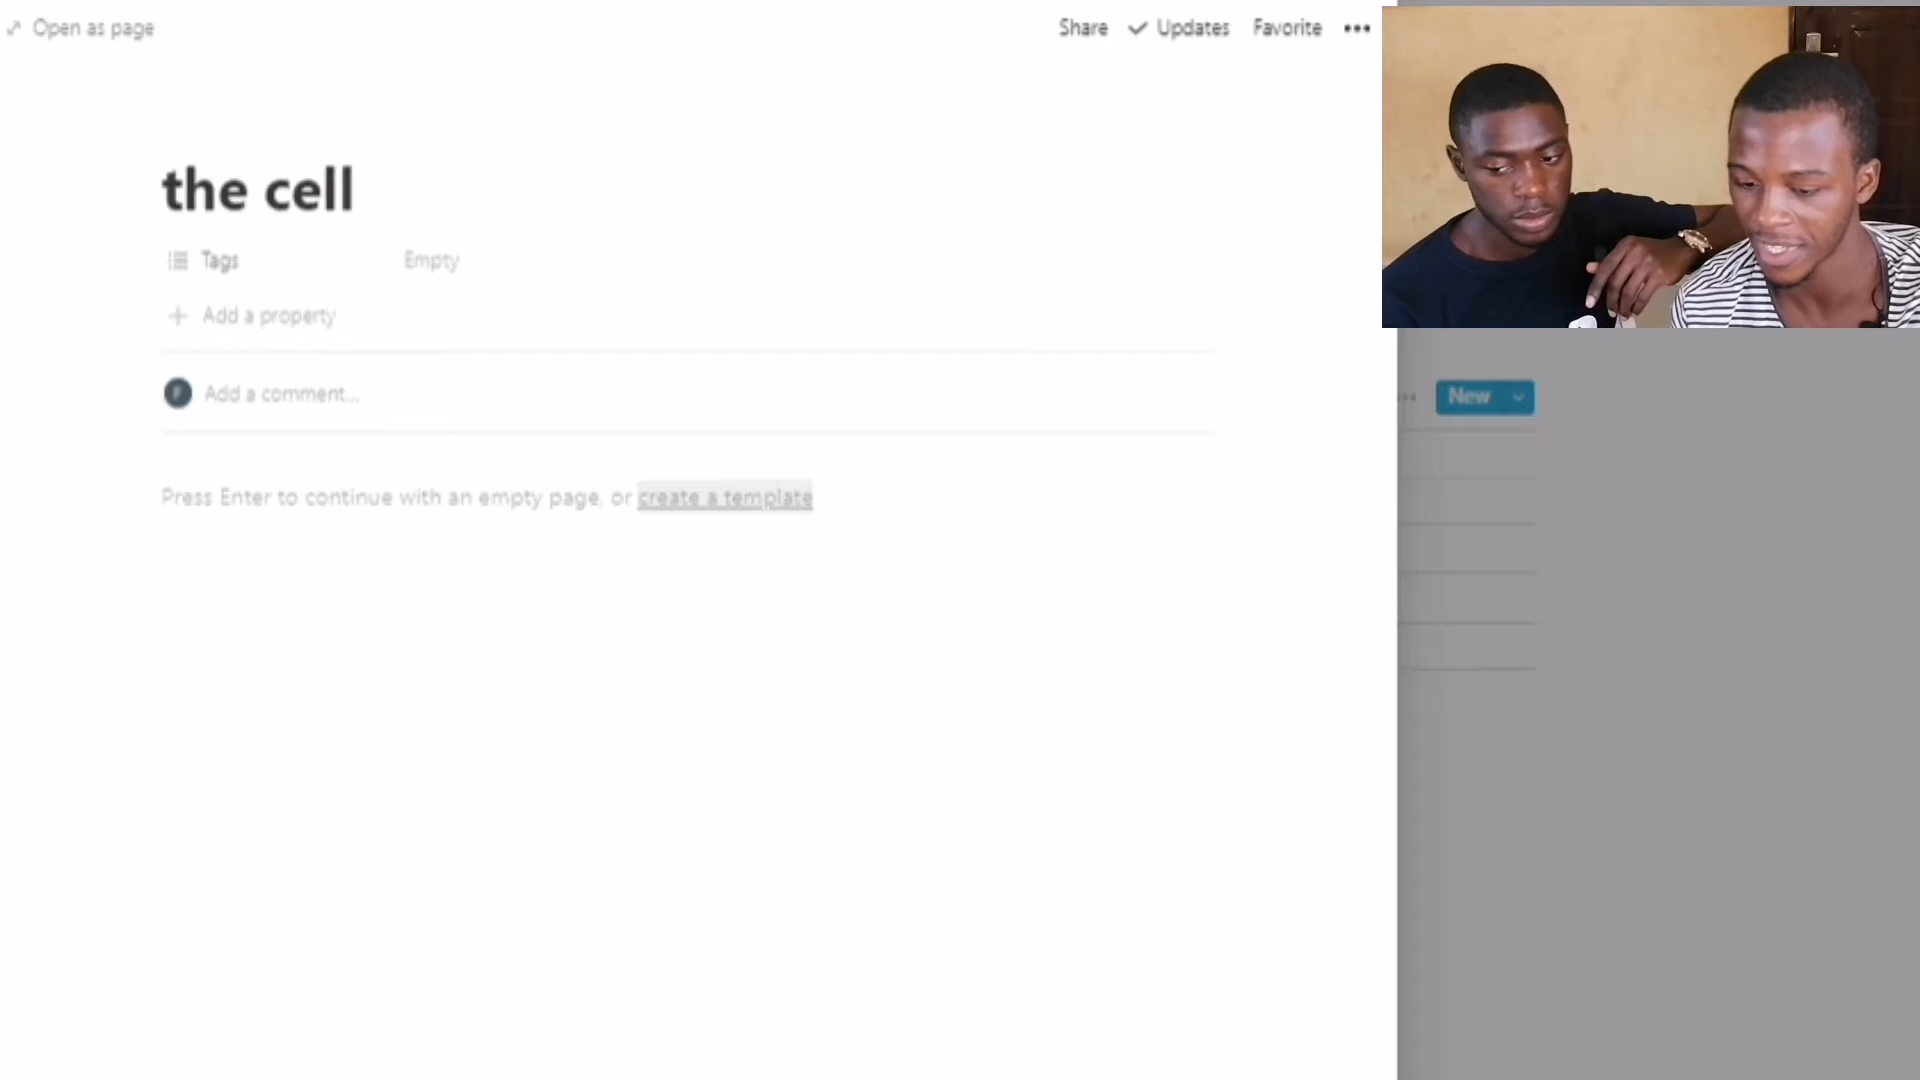 Open as page
Share Updates Favorite
the cell
Tags Empty
Add a property
Add a comment...
New
Press Enter to continue with an empty page, or create a template